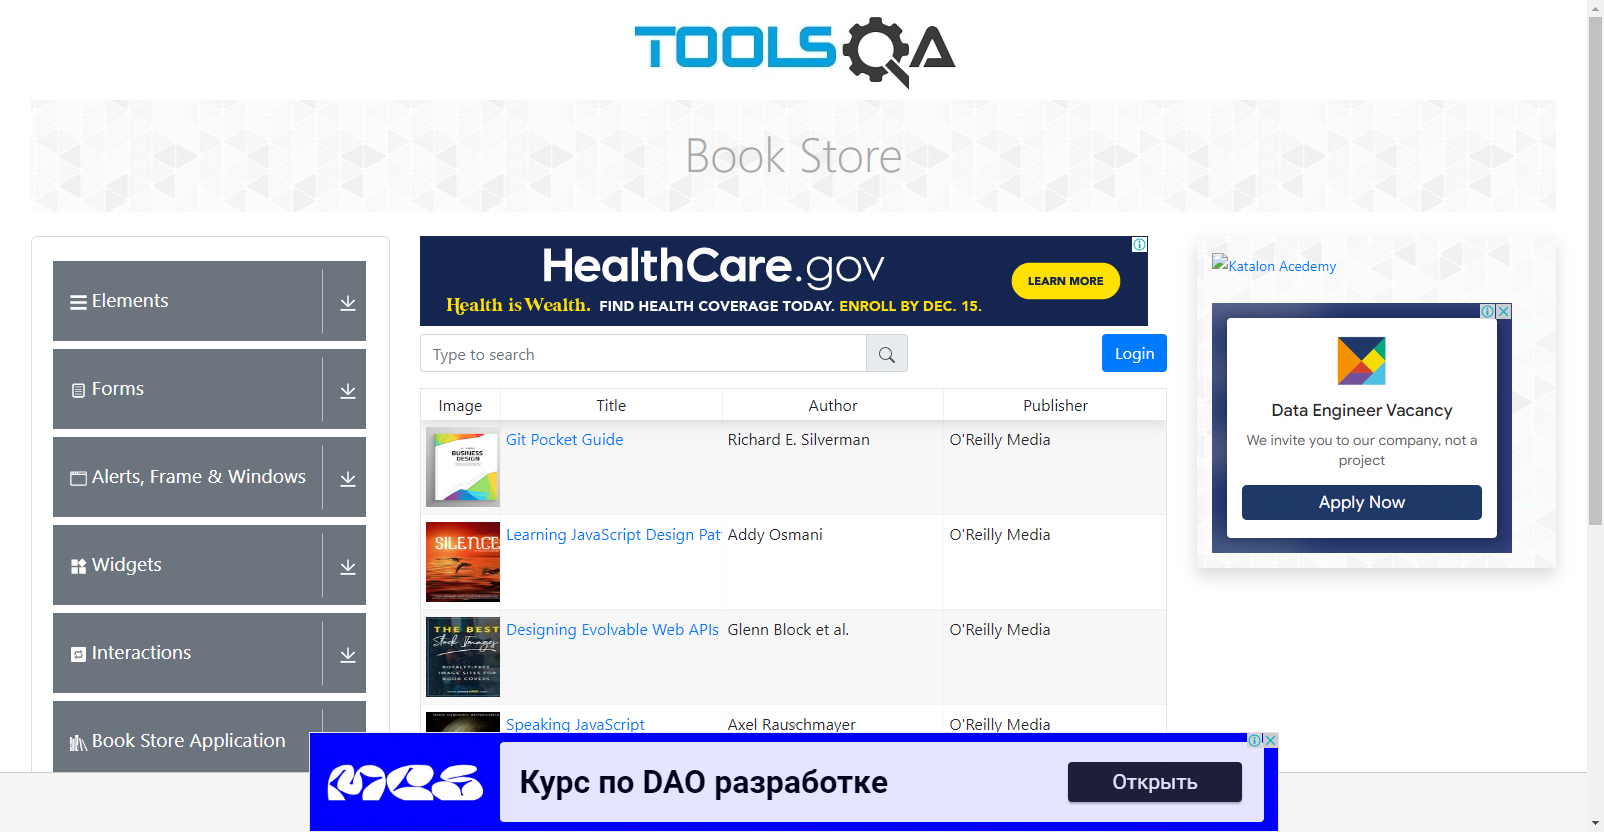 TOOLSQA
Book Store
Elements
Forms
Alerts, Frame & Windows
Widgets
Interactions
Book Store Application
HealthCare.gov
Health is Wealth. FIND HEALTH COVERAGE TODAY. ENROLL BY DEC. 15.
LEARN MORE
Type to search
Login
Image Title Author Publisher
BUSINESS
DESIGN
Git Pocket Guide Richard E. Silverman O'Reilly Media
SILENCE
Learning JavaScript Design Pat Addy Osmani O'Reilly Media
THE BEST
Stock Images
ROYALTY-FREE
IMAGE SITES FOR
BOOK COVERS
Designing Evolvable Web APIs Glenn Block et al. O'Reilly Media
Speaking JavaScript Axel Rauschmayer O'Reilly Media
Katalon Acedemy
Data Engineer Vacancy
We invite you to our company, not a
project
Apply Now
Курс по DAO разработке
Открыть